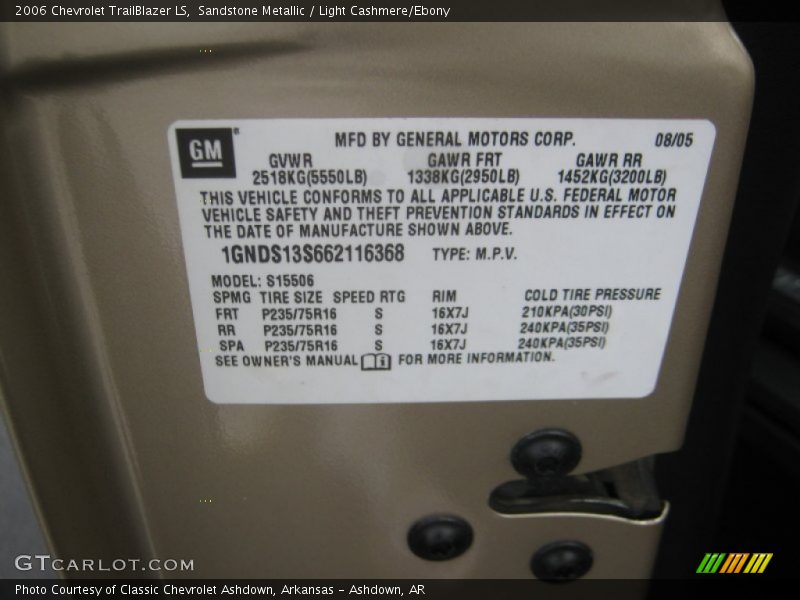 2006 Chevrolet TrailBlazer LS,  Sandstone Metallic / Light Cashmere/Ebony
GM
MFD BY GENERAL MOTORS CORP. 08/05
GVWR GAWR FRT GAWR RR
2518KG(5550LB) 1338KG(2950LB) 1452KG(3200LB)
THIS VEHICLE CONFORMS TO ALL APPLICABLE U.S. FEDERAL MOTOR
VEHICLE SAFETY AND THEFT PREVENTION STANDARDS IN EFFECT ON
THE DATE OF MANUFACTURE SHOWN ABOVE.
1GNDS13S662116368 TYPE: M.P.V.
MODEL: S15506
SPMG TIRE SIZE SPEED RTG RIM COLD TIRE PRESSURE
FRT P235/75R16 S 16X7J 210KPA(30PSI)
RR P235/75R16 S 16X7J 240KPA(35PSI)
SPA P235/75R16 S 16X7J 240KPA(35PSI)
SEE OWNER'S MANUAL FOR MORE INFORMATION.
GTCARLOT.COM
Photo Courtesy of Classic Chevrolet Ashdown, Arkansas - Ashdown, AR